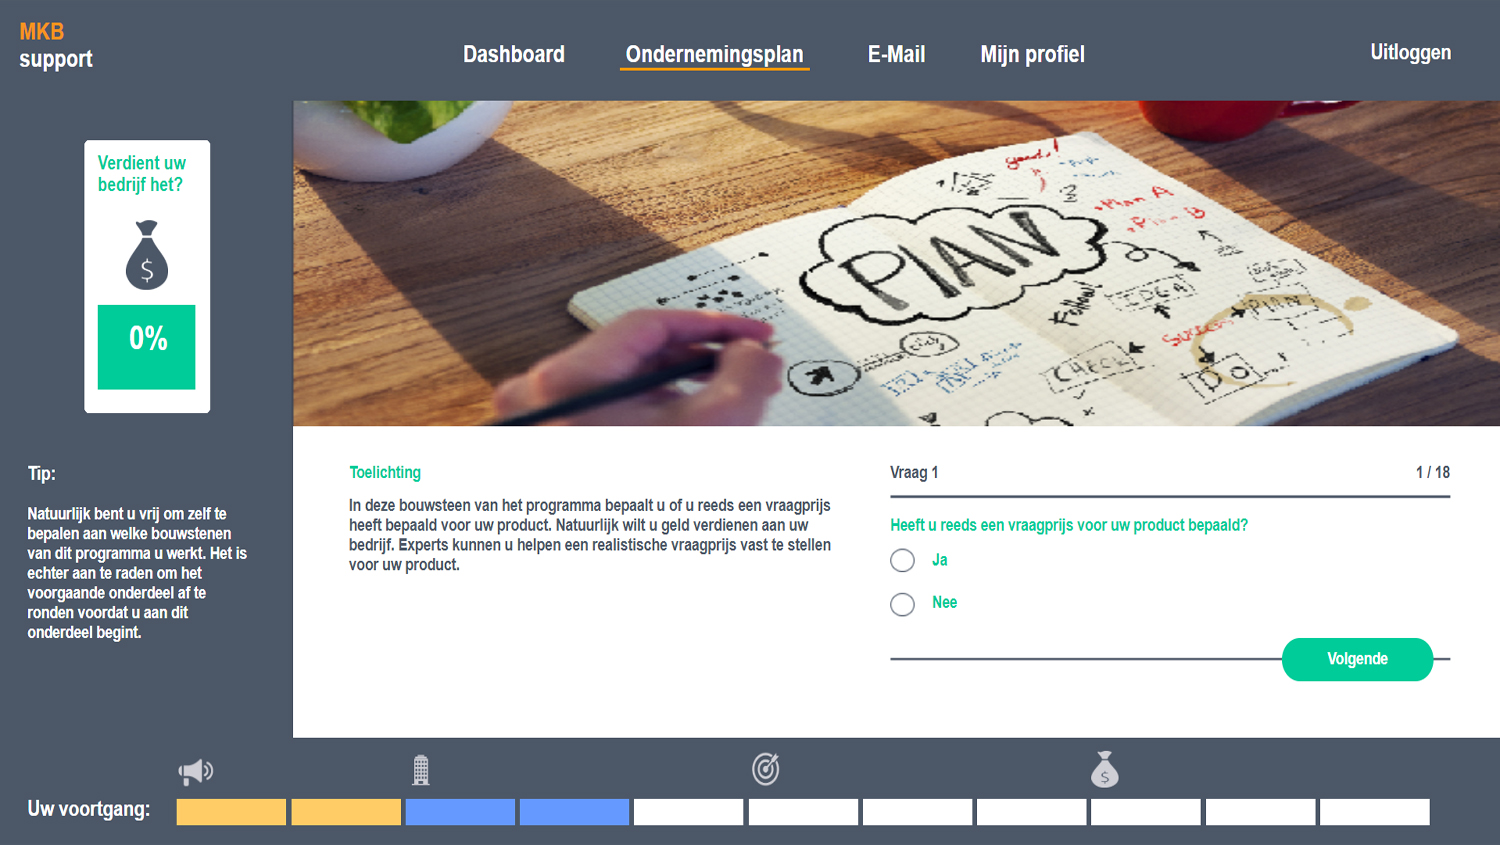 MKB
support
Dashboard
Ondernemingsplan
E-Mail
Mijn profiel
Uitloggen
Verdient uw
bedrijf het?
$
0%
good!
Plan A
Plan B
PLAN
Follow!
Success
CHECK
DO
Tip:
Natuurlijk bent u vrij om zelf te
bepalen aan welke bouwstenen
van dit programma u werkt. Het is
echter aan te raden om het
voorgaande onderdeel af te
ronden voordat u aan dit
onderdeel begint.
Toelichting
In deze bouwsteen van het programma bepaalt u of u reeds een vraagprijs
heeft bepaald voor uw product. Natuurlijk wilt u geld verdienen aan uw
bedrijf. Experts kunnen u helpen een realistische vraagprijs vast te stellen
voor uw product.
Vraag 1
1 / 18
Heeft u reeds een vraagprijs voor uw product bepaald?
Ja
Nee
Volgende
$
Uw voortgang: